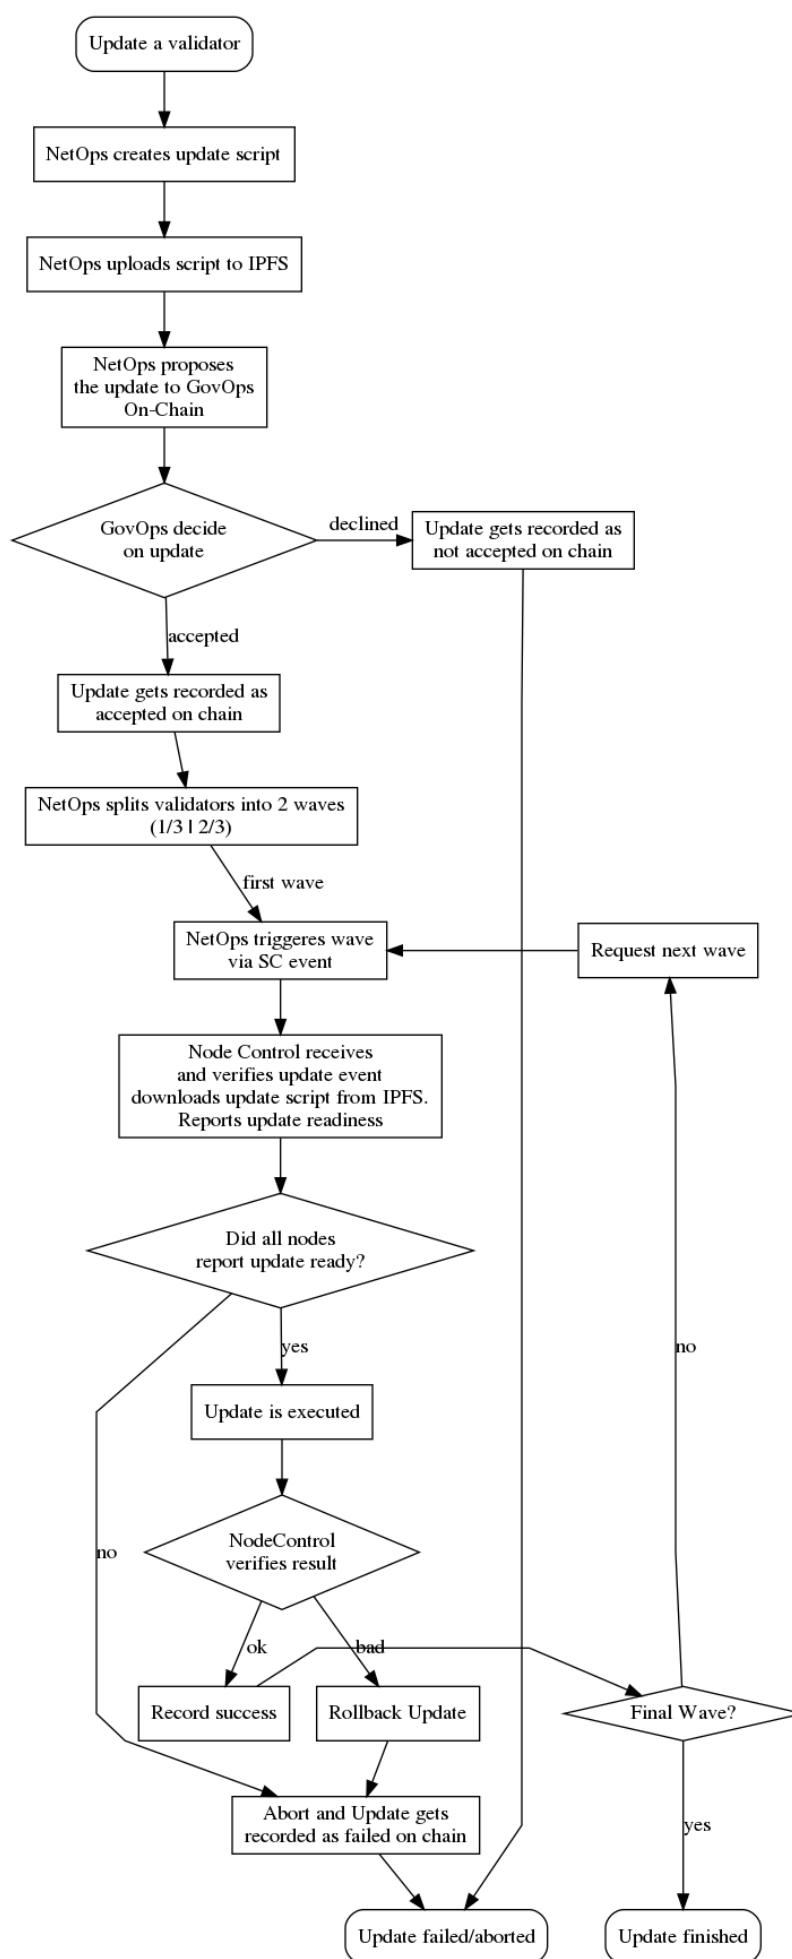 Update a validator
NetOps creates update script
NetOps uploads script to IPFS
NetOps proposes
the update to GovOps
On-Chain
GovOps decide
on update
declined
Update gets recorded as
not accepted on chain
accepted
Update gets recorded as
accepted on chain
NetOps splits validators into 2 waves
(1/3 | 2/3)
first wave
NetOps triggeres wave
via SC event
Request next wave
Node Control receives
and verifies update event
downloads update script from IPFS.
Reports update readiness
Did all nodes
report update ready?
yes
no
Update is executed
no
NodeControl
verifies result
ok
bad
Record success
Rollback Update
Final Wave?
Abort and Update gets
recorded as failed on chain
yes
Update failed/aborted
Update finished